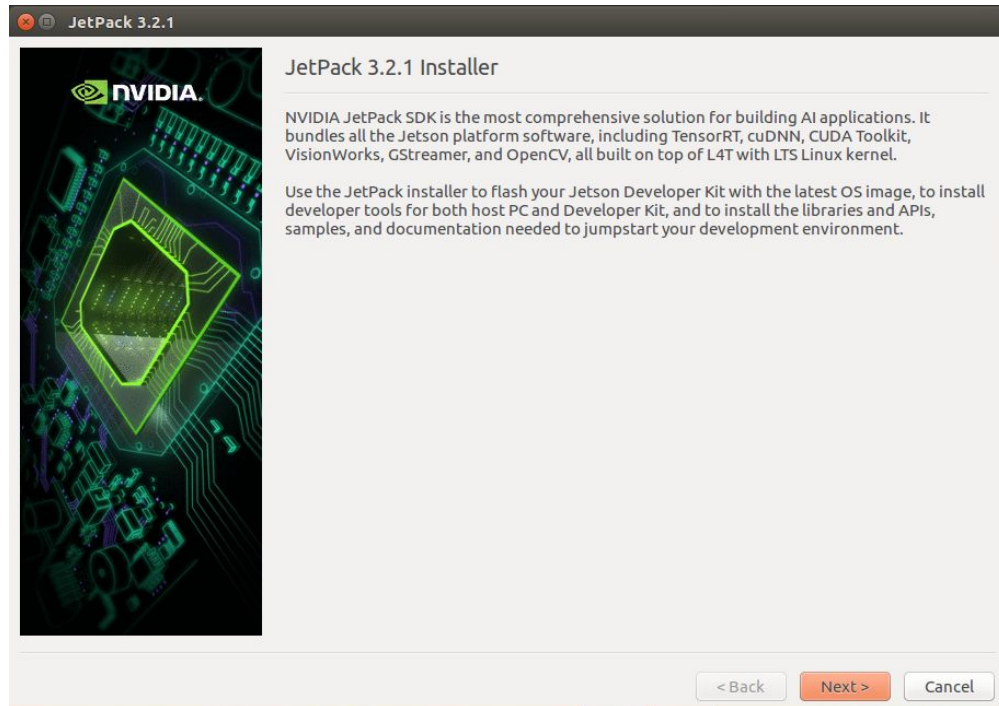 JetPack 3.2.1
NVIDIA.
JetPack 3.2.1 Installer
NVIDIA JetPack SDK is the most comprehensive solution for building AI applications. It
bundles all the Jetson platform software, including TensorRT, cuDNN, CUDA Toolkit,
VisionWorks, GStreamer, and OpenCV, all built on top of L4T with LTS Linux kernel.
Use the JetPack installer to flash your Jetson Developer Kit with the latest OS image, to install
developer tools for both host PC and Developer Kit, and to install the libraries and APIs,
samples, and documentation needed to jumpstart your development environment.
< Back Next > Cancel